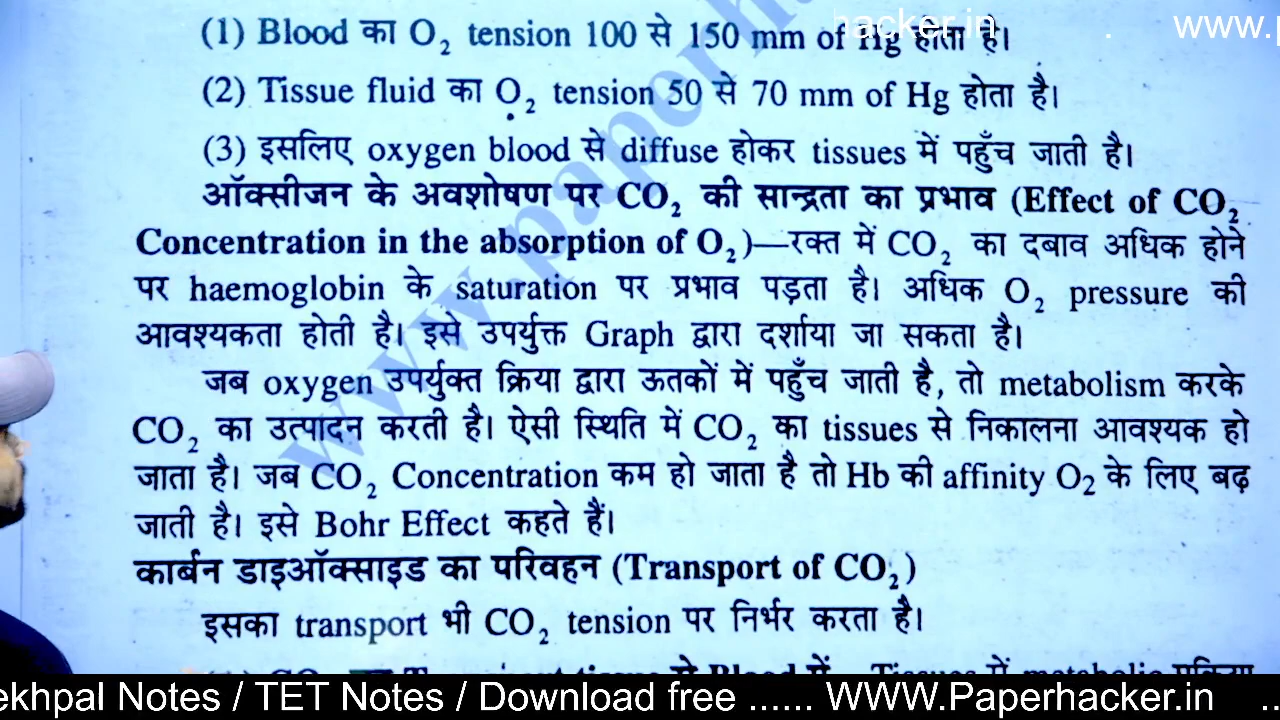 hacker.in . www.p
(1) Blood का O₂ tension 100 से 150 mm of Hg होता है।
(2) Tissue fluid का O₂ tension 50 से 70 mm of Hg होता है।
(3) इसलिए oxygen blood से diffuse होकर tissues में पहुँच जाती है।
ऑक्सीजन के अवशोषण पर CO₂ की सान्द्रता का प्रभाव (Effect of CO₂
Concentration in the absorption of O₂)—रक्त में CO₂ का दबाव अधिक होने
पर haemoglobin के saturation पर प्रभाव पड़ता है। अधिक O₂ pressure की
आवश्यकता होती है। इसे उपर्युक्त Graph द्वारा दर्शाया जा सकता है।
जब oxygen उपर्युक्त क्रिया द्वारा ऊतकों में पहुँच जाती है, तो metabolism करके
CO₂ का उत्पादन करती है। ऐसी स्थिति में CO₂ का tissues से निकालना आवश्यक हो
जाता है। जब CO₂ Concentration कम हो जाता है तो Hb की affinity O₂ के लिए बढ़
जाती है। इसे Bohr Effect कहते हैं।
कार्बन डाइऑक्साइड का परिवहन (Transport of CO₂)
इसका transport भी CO₂ tension पर निर्भर करता है।
Tissues में metabolic
ekhpal Notes / TET Notes / Download free ...... WWW.Paperhacker.in ..